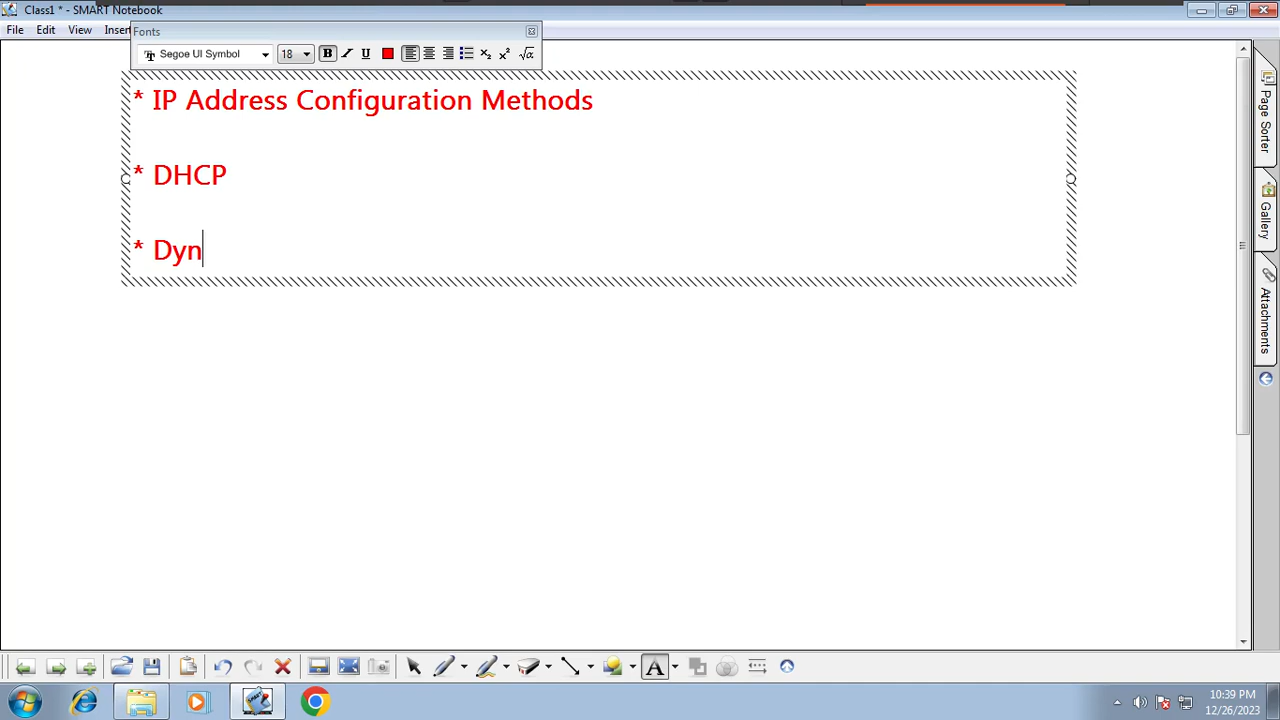 Class1 * - SMART Notebook
File Edit View Insert
Fonts
Segoe UI Symbol 18 B I U
* IP Address Configuration Methods
* DHCP
* Dyn
Page Sorter
Gallery
Attachments
10:39 PM
12/26/2023